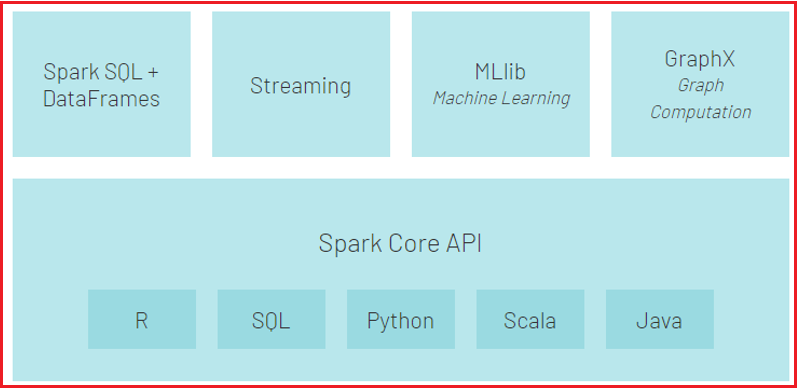 Spark SQL +
DataFrames
Streaming
MLlib
Machine Learning
GraphX
Graph
Computation
Spark Core API
R
SQL
Python
Scala
Java